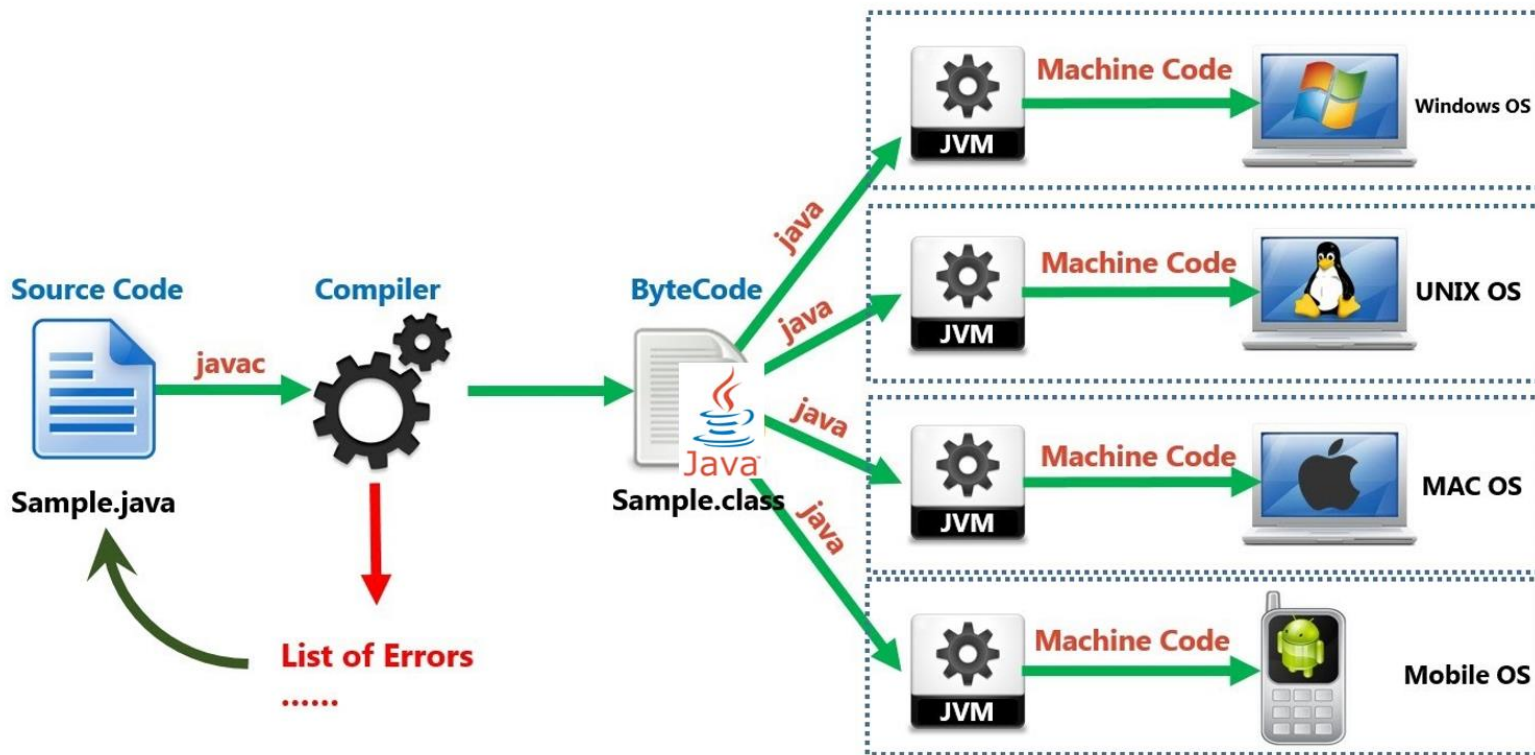 Source Code
javac
Sample.java
Compiler
List of Errors
......
ByteCode
Java
Sample.class
java
java
java
java
JVM
Machine Code
Windows OS
JVM
Machine Code
UNIX OS
JVM
Machine Code
MAC OS
JVM
Machine Code
Mobile OS